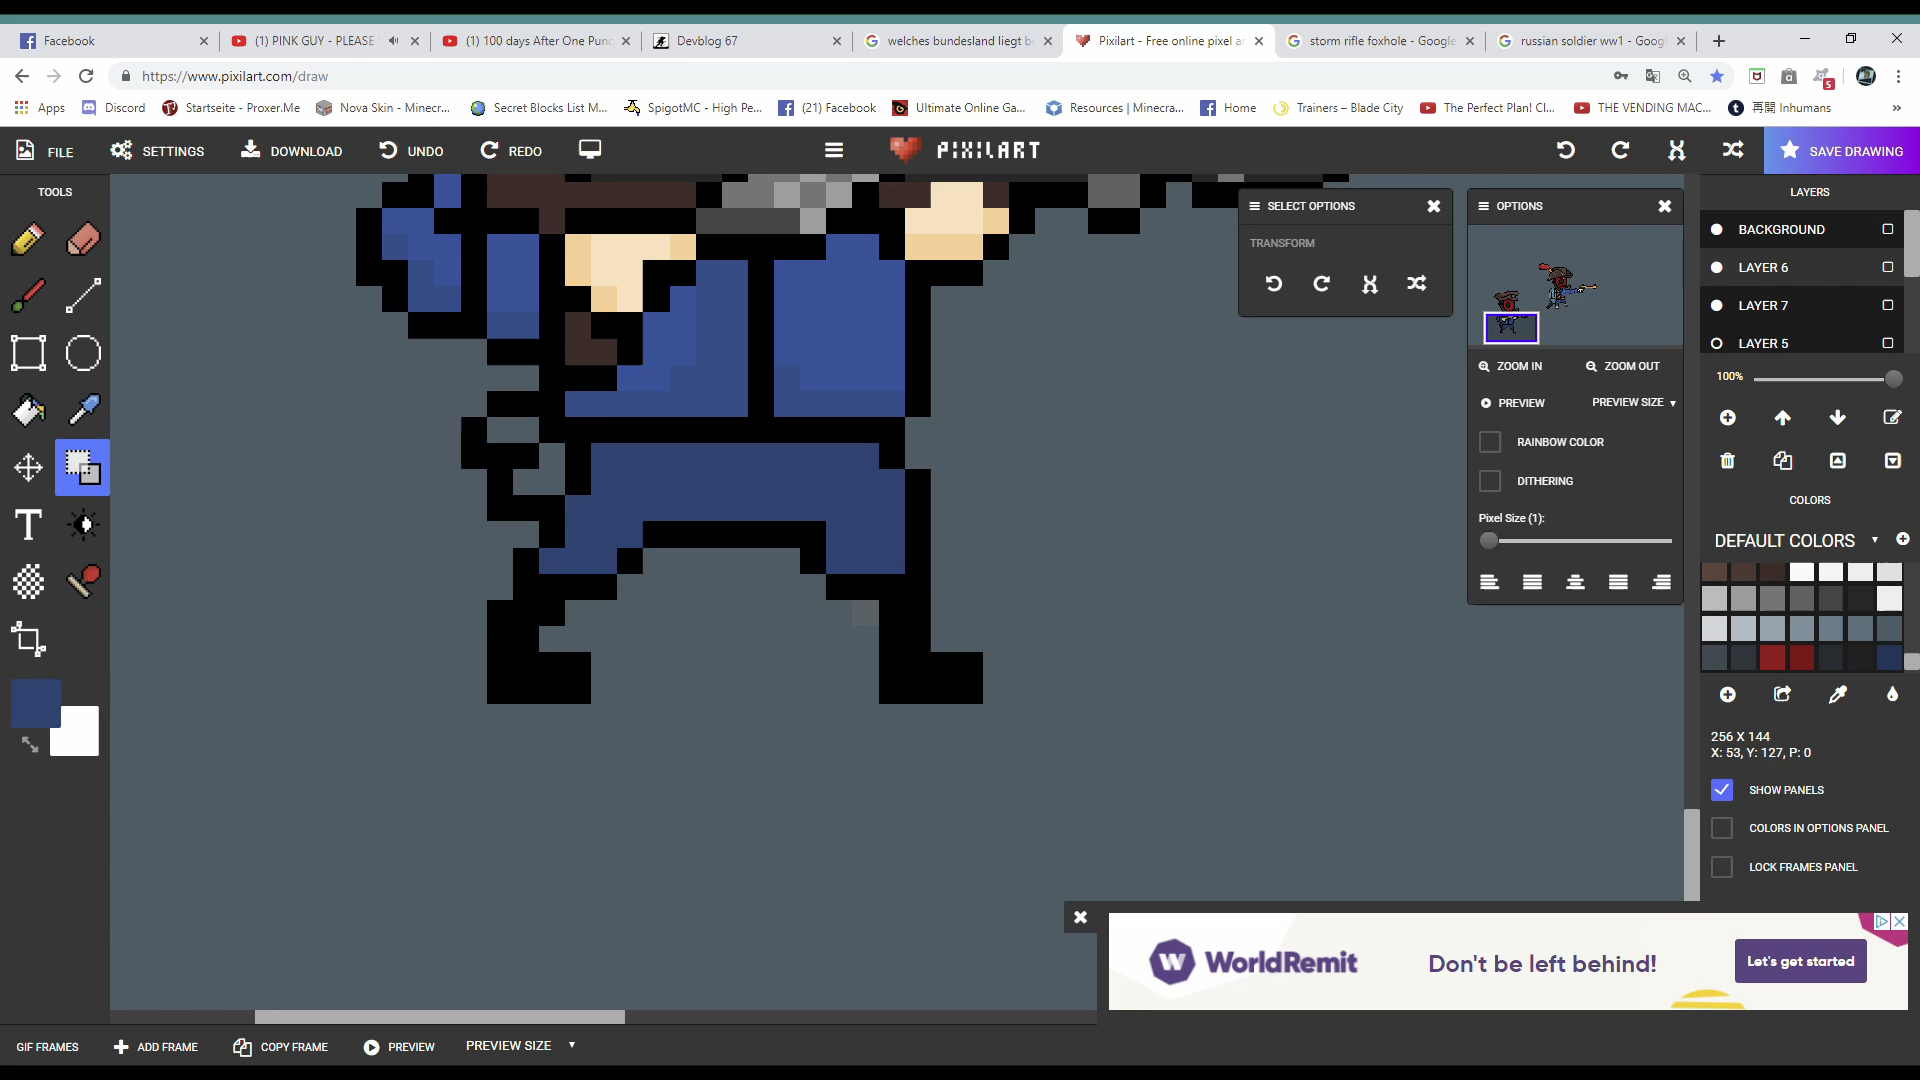 Facebook
(1) PINK GUY - PLEASE
(1) 100 days After One Punc
Devblog 67
welches bundesland liegt b
Pixilart - Free online pixel a
storm rifle foxhole - Google
russian soldier ww1 - Goog
https://www.pixilart.com/draw
Apps
Discord
Startseite - Proxer.Me
Nova Skin - Minecr...
Secret Blocks List M...
SpigotMC - High Pe...
(21) Facebook
Ultimate Online Ga...
Resources | Minecra...
Home
Trainers – Blade City
The Perfect Plan! Cl...
THE VENDING MAC...
再開 Inhumans
5
FILE
SETTINGS
DOWNLOAD
UNDO
REDO
PIXILART
SAVE DRAWING
TOOLS
SELECT OPTIONS
TRANSFORM
OPTIONS
ZOOM IN
ZOOM OUT
PREVIEW
PREVIEW SIZE
RAINBOW COLOR
DITHERING
Pixel Size (1):
LAYERS
BACKGROUND
LAYER 6
LAYER 7
LAYER 5
100%
COLORS
DEFAULT COLORS
256 X 144
X: 53, Y: 127, P: 0
SHOW PANELS
COLORS IN OPTIONS PANEL
LOCK FRAMES PANEL
WorldRemit
Don't be left behind!
Let's get started
GIF FRAMES
ADD FRAME
COPY FRAME
PREVIEW
PREVIEW SIZE